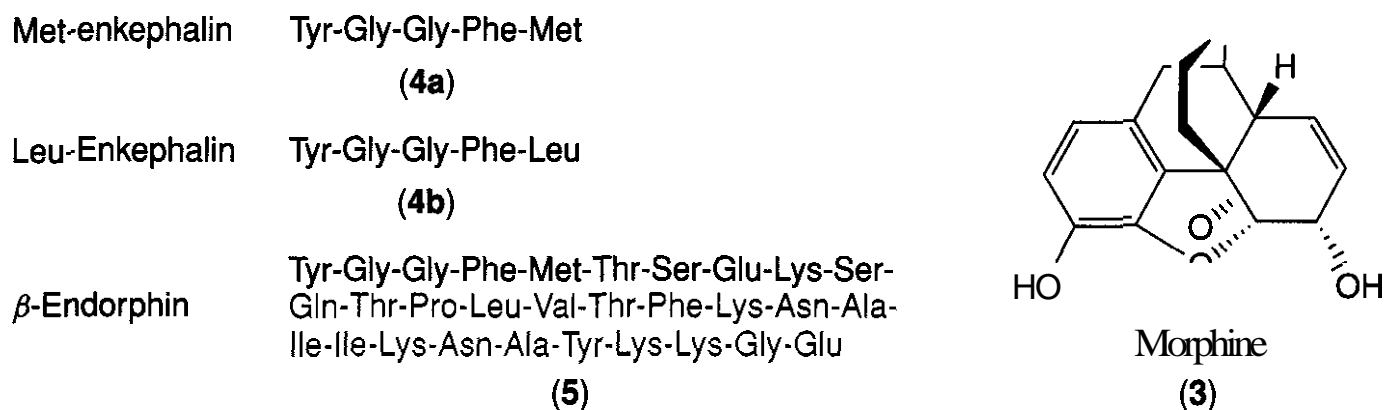 Met-enkephalin Tyr-Gly-Gly-Phe-Met
(4a)
Leu-Enkephalin Tyr-Gly-Gly-Phe-Leu
(4b)
β-Endorphin
Tyr-Gly-Gly-Phe-Met-Thr-Ser-Glu-Lys-Ser-
Gln-Thr-Pro-Leu-Val-Thr-Phe-Lys-Asn-Ala-
Ile-Ile-Lys-Asn-Ala-Tyr-Lys-Lys-Gly-Glu
(5)
H
O
O
HO
OH
Morphine
(3)